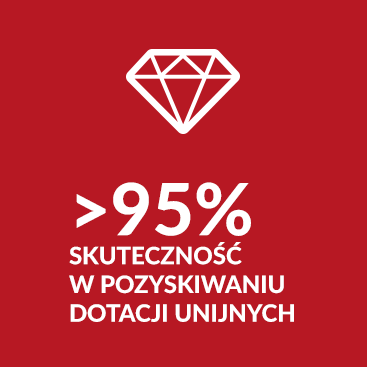 >95%
SKUTECZNOŚĆ
W POZYSKIWANIU
DOTACJI UNIJNYCH